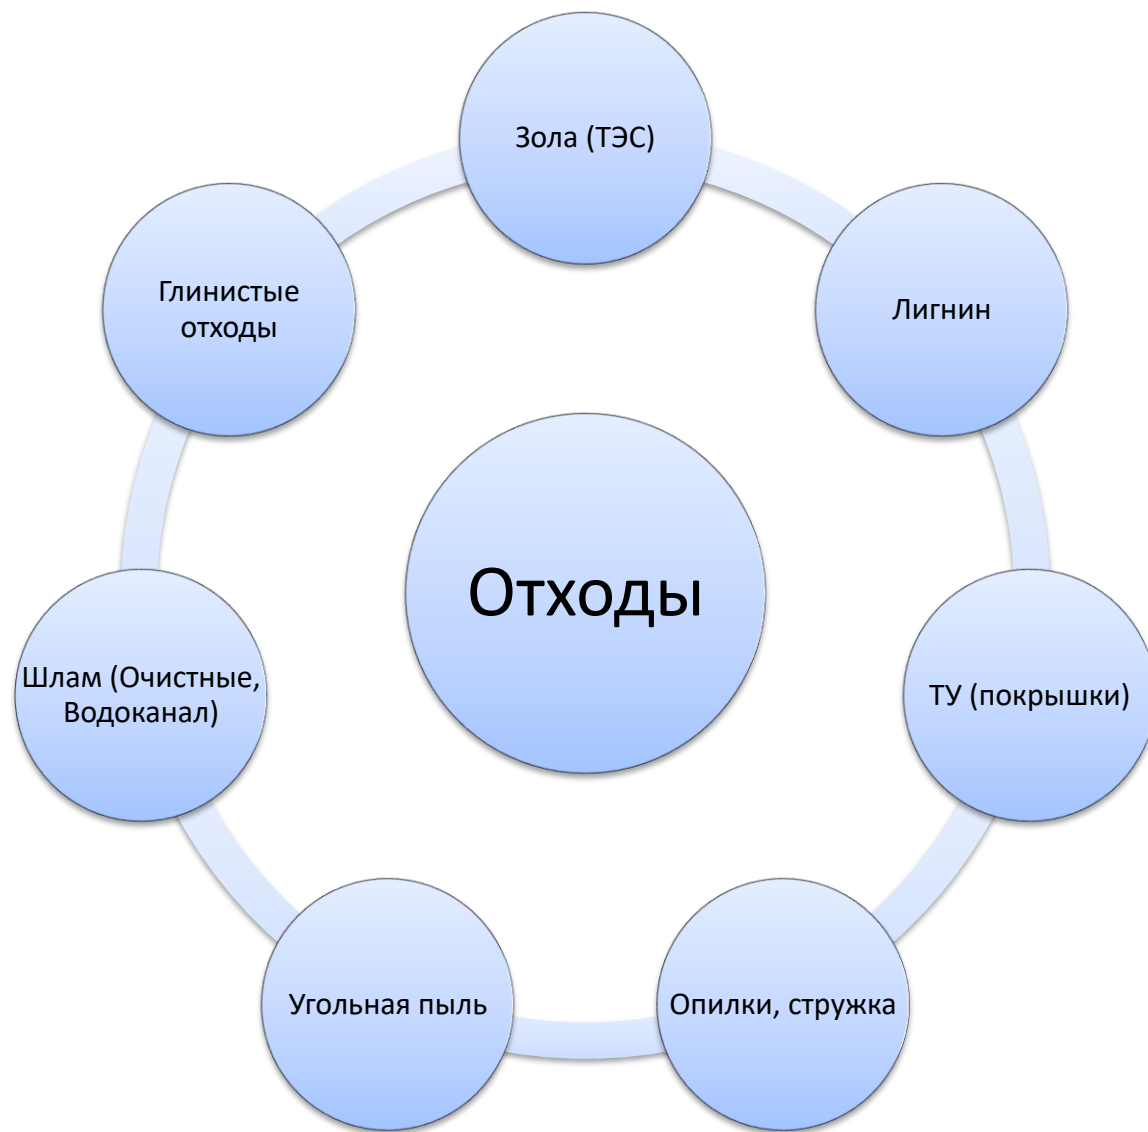 Зола (ТЭС)
Лигнин
ТУ (покрышки)
Опилки, стружка
Угольная пыль
Шлам (Очистные,
Водоканал)
Глинистые
отходы
Отходы